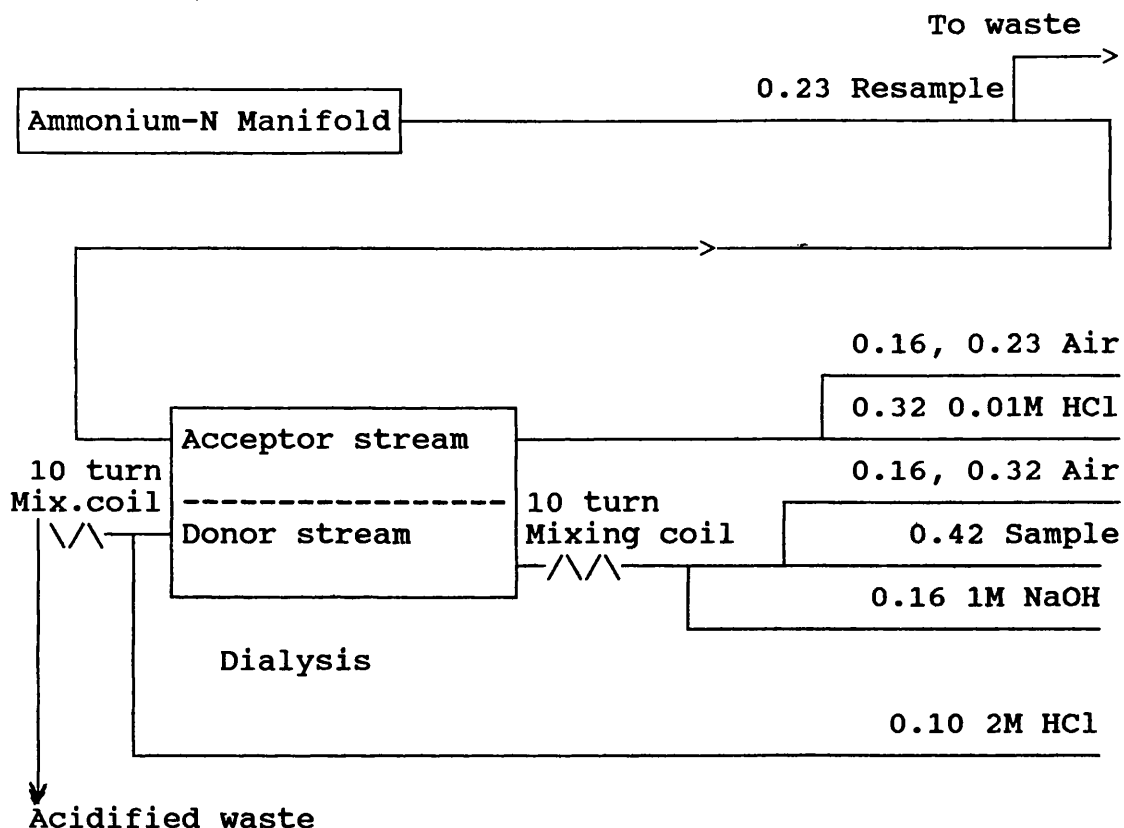 To waste
0.23 Resample
Ammonium-N Manifold
0.16, 0.23 Air
0.32 0.01M HCl
Acceptor stream
10 turn
Mix.coil
0.16, 0.32 Air
10 turn
Mixing coil
Donor stream
0.42 Sample
0.16 1M NaOH
Dialysis
0.10 2M HCl
Acidified waste